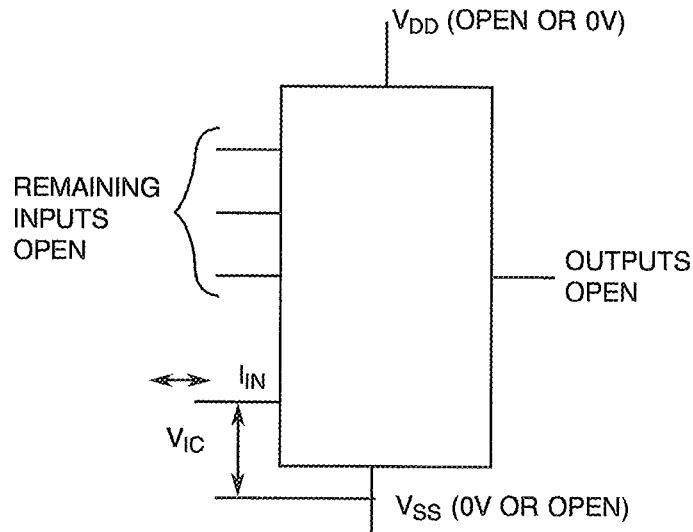 VDD (OPEN OR 0V)
REMAINING
INPUTS
OPEN
OUTPUTS
OPEN
IIN
VIC
VSS (0V OR OPEN)